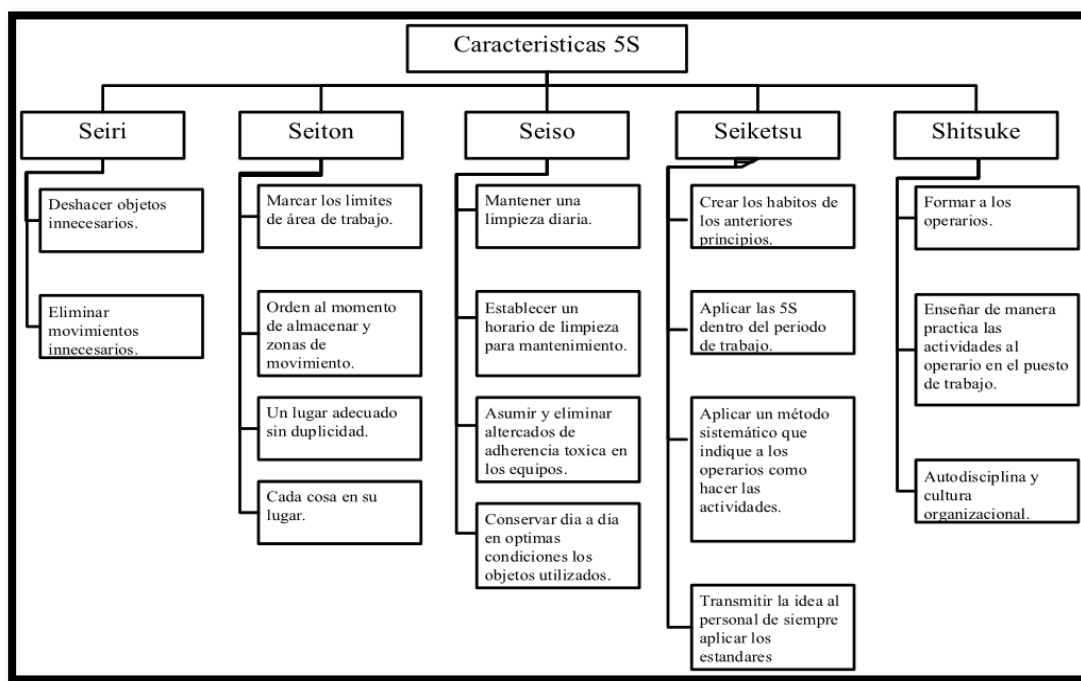 Caracteristicas 5S
Seiri
Deshacer objetos
innecesarios.
Eliminar
movimientos
innecesarios.
Seiton
Marcar los limites
de área de trabajo.
Orden al momento
de almacenar y
zonas de
movimiento.
Un lugar adecuado
sin duplicidad.
Cada cosa en su
lugar.
Seiso
Mantener una
limpieza diaria.
Establecer un
horario de limpieza
para mantenimiento.
Asumir y eliminar
altercados de
adherencia toxica en
los equipos.
Conservar dia a dia
en optimas
condiciones los
objetos utilizados.
Seiketsu
Crear los habitos de
los anteriores
principios.
Aplicar las 5S
dentro del periodo
de trabajo.
Aplicar un método
sistemático que
indique a los
operarios como
hacer las
actividades.
Transmitir la idea al
personal de siempre
aplicar los
estandares
Shitsuke
Formar a los
operarios.
Enseñar de manera
practica las
actividades al
operario en el puesto
de trabajo.
Autodisciplina y
cultura
organizacional.